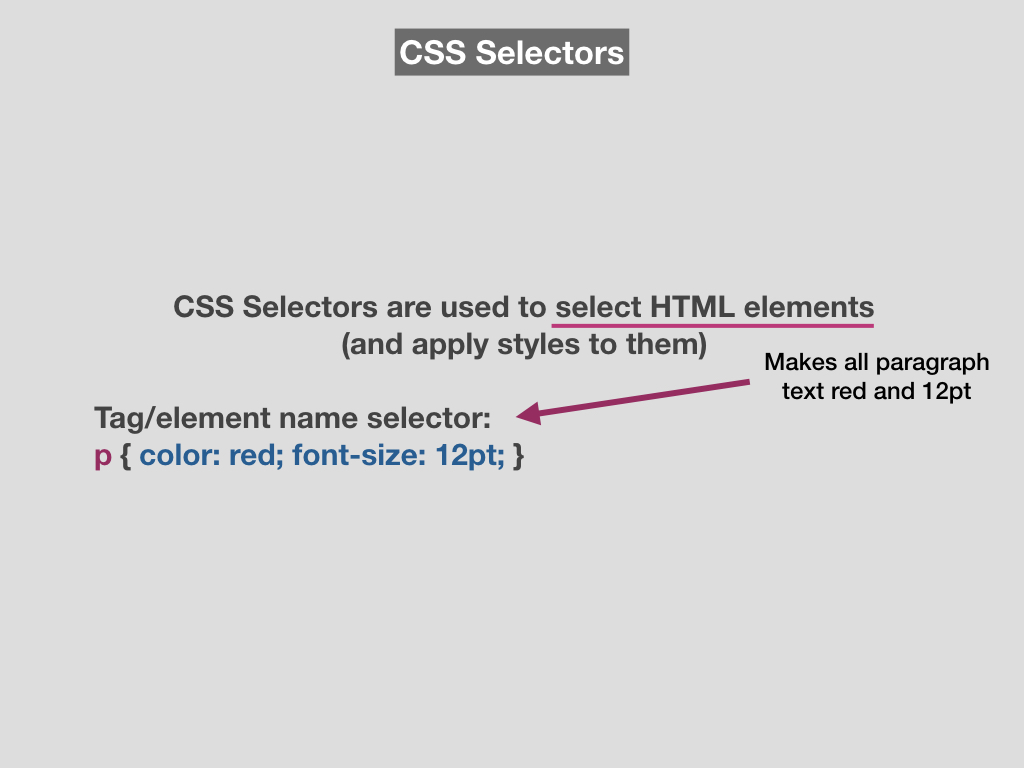 CSS Selectors
CSS Selectors are used to select HTML elements
(and apply styles to them)
Makes all paragraph
text red and 12pt
Tag/element name selector:
p { color: red; font-size: 12pt; }